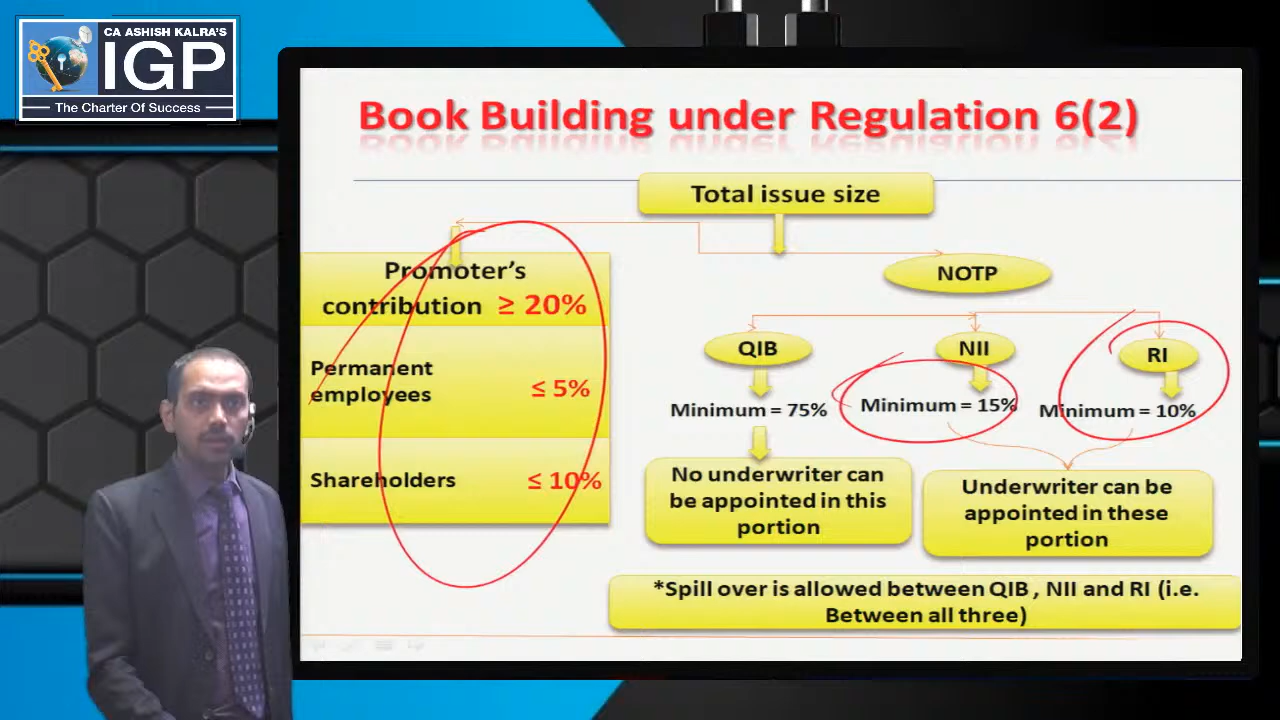 CA ASHISH KALRA'S
IGP
The Charter Of Success
Book Building under Regulation 6(2)
Total issue size
Promoter's
contribution ≥ 20%
Permanent
employees ≤ 5%
Shareholders ≤ 10%
NOTP
QIB
NII
RI
Minimum = 75%
Minimum = 15%
Minimum = 10%
No underwriter can
be appointed in this
portion
Underwriter can be
appointed in these
portion
*Spill over is allowed between QIB , NII and RI (i.e.
Between all three)